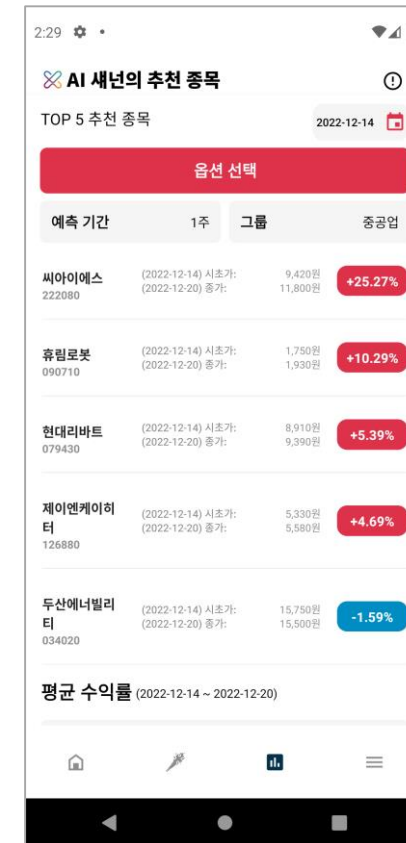 2:29
AI 섀넌의 추천 종목
TOP 5 추천 종목 2022-12-14
옵션 선택
예측 기간 1주 그룹 중공업
씨아이에스 (2022-12-14) 시초가: 9,420원 +25.27%
222080 (2022-12-20) 종가: 11,800원
휴림로봇 (2022-12-14) 시초가: 1,750원 +10.29%
090710 (2022-12-20) 종가: 1,930원
현대리바트 (2022-12-14) 시초가: 8,910원 +5.39%
079430 (2022-12-20) 종가: 9,390원
제이엔케이히 (2022-12-14) 시초가: 5,330원 +4.69%
터 (2022-12-20) 종가: 5,580원
126880
두산에너빌리 (2022-12-14) 시초가: 15,750원 -1.59%
티 (2022-12-20) 종가: 15,500원
034020
평균 수익률 (2022-12-14 ~ 2022-12-20)